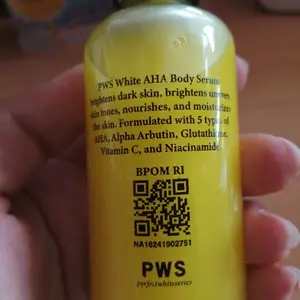 PWS White AHA Body Serum
brightens dark skin, brightens uneven
skin tones, nourishes, and moisturizes
the skin. Formulated with 5 types of
AHA, Alpha Arbutin, Glutathione,
Vitamin C, and Niacinamide.
BPOM RI
NA18241902751
PWS
Perfectwhiteseries